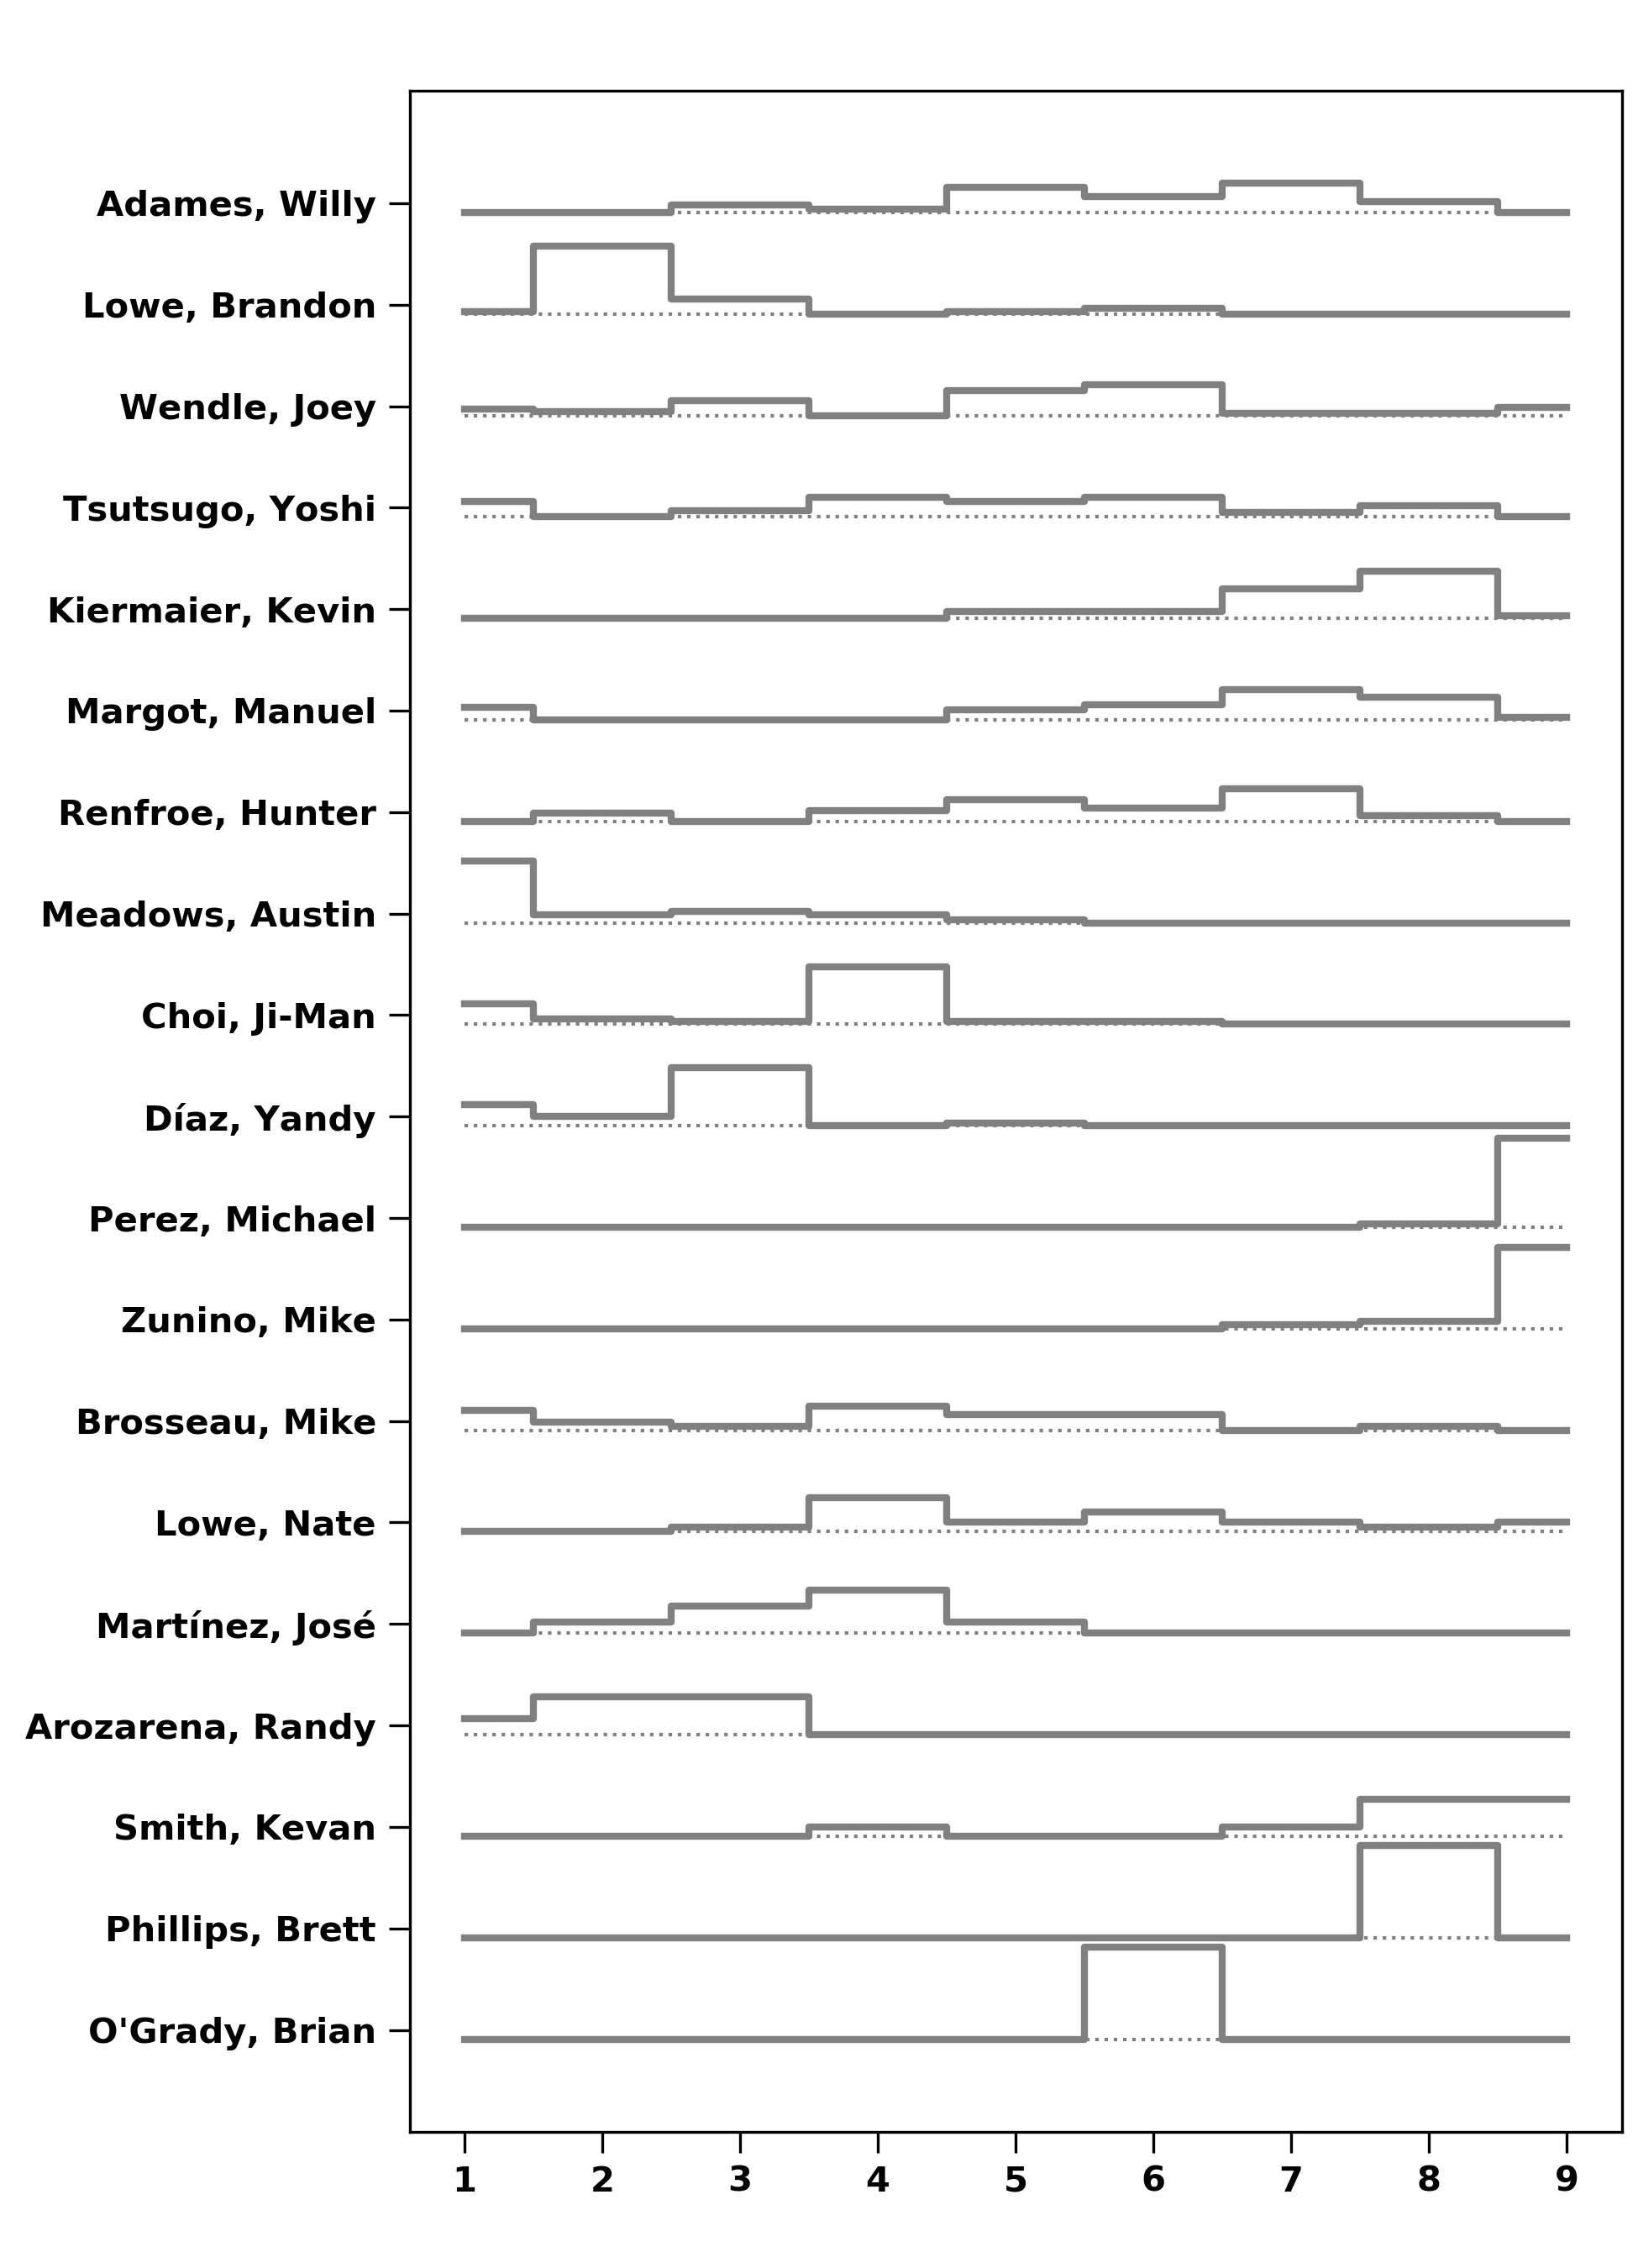 Adames, Willy
Lowe, Brandon
Wendle, Joey
Tsutsugo, Yoshi
Kiermaier, Kevin
Margot, Manuel
Renfroe, Hunter
Meadows, Austin
Choi, Ji-Man
Díaz, Yandy
Perez, Michael
Zunino, Mike
Brosseau, Mike
Lowe, Nate
Martínez, José
Arozarena, Randy
Smith, Kevan
Phillips, Brett
O'Grady, Brian
1 2 3 4 5 6 7 8 9